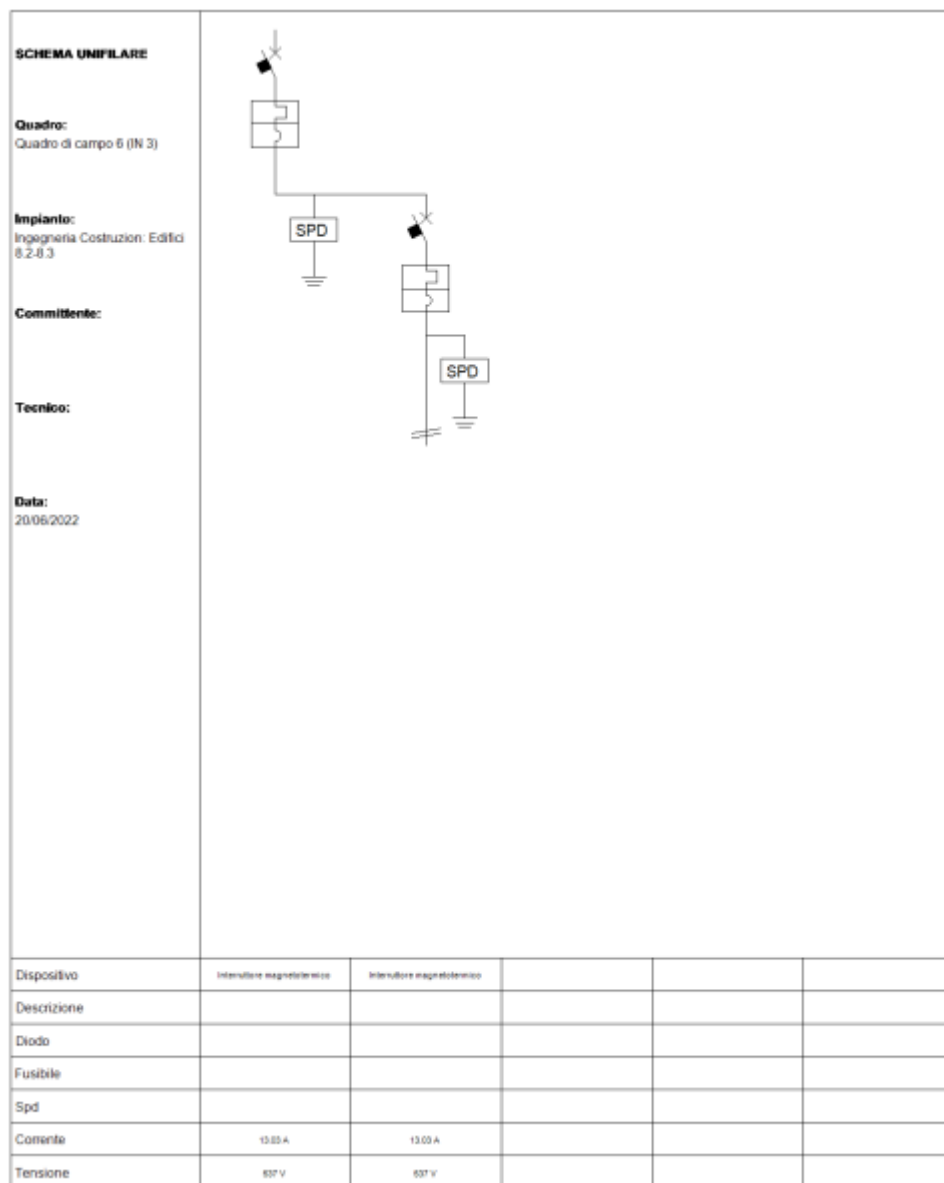 SCHEMA UNIFILARE
Quadro:
Quadro di campo 6 (IN 3)
Impianto:
Ingegneria Costruzion: Edifici
8.2-8.3
Committente:
Tecnico:
Data:
20/06/2022
SPD
SPD
Dispositivo Interruttore magnetotermico Interruttore magnetotermico
Descrizione
Diodo
Fusibile
Spd
Corrente 13.03 A 13.03 A
Tensione 637 V 637 V